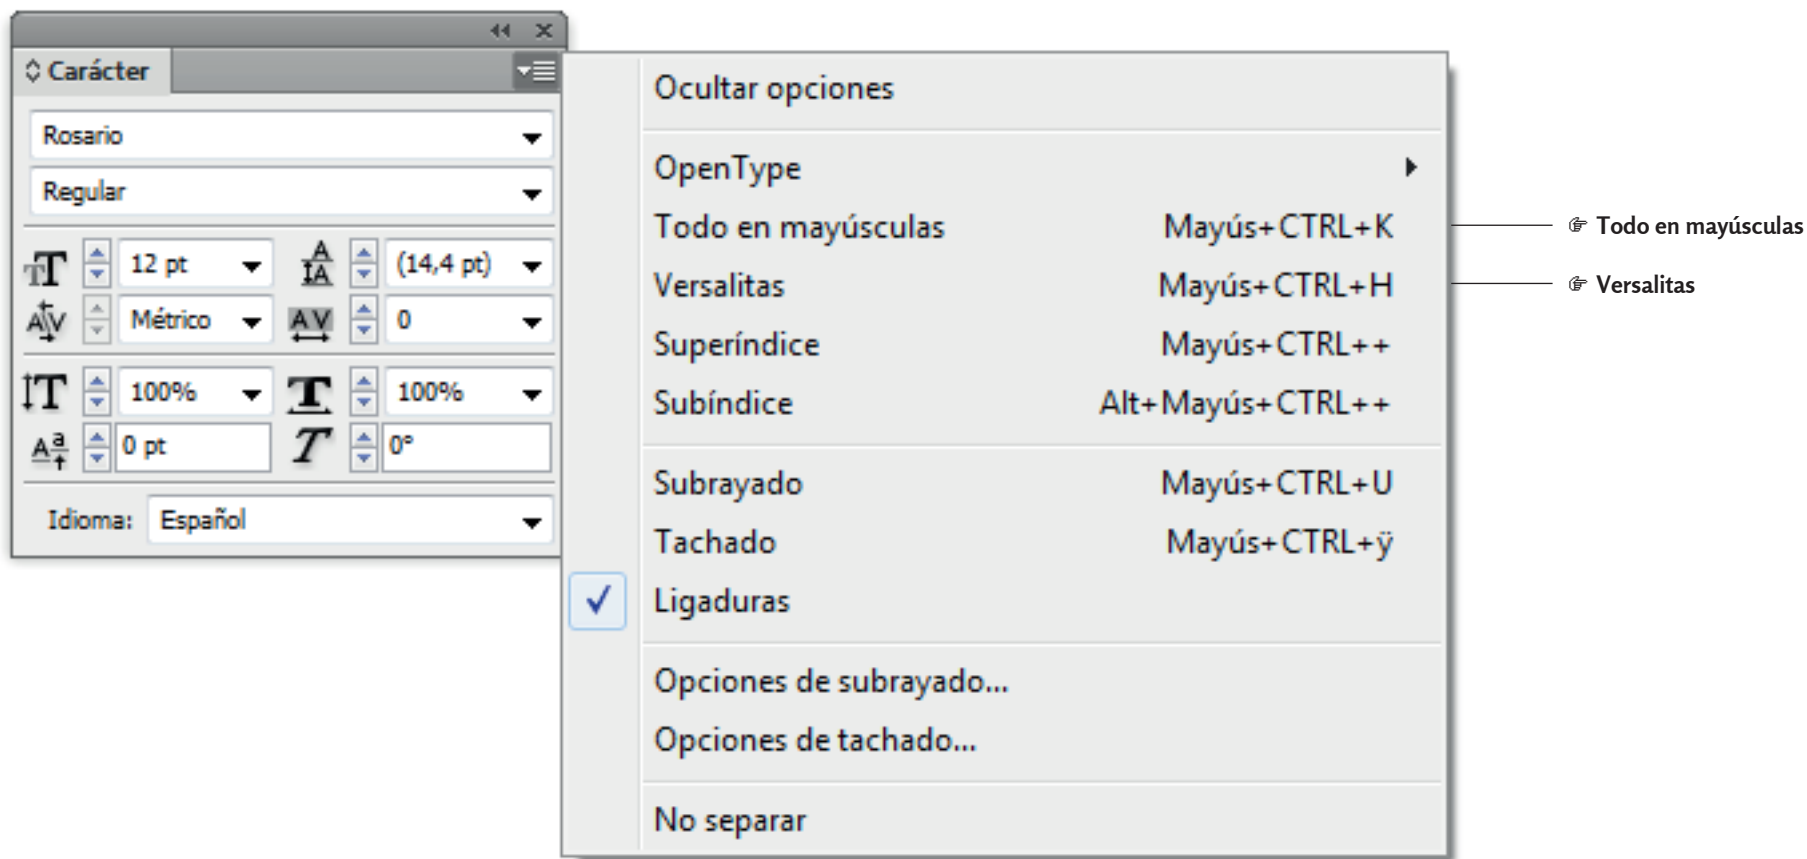 Carácter
Rosario
Regular
12 pt
(14,4 pt)
Métrico
0
100%
100%
0 pt
0°
Idioma: Español
Ocultar opciones
OpenType
Todo en mayúsculas Mayús+CTRL+K
Versalitas Mayús+CTRL+H
Superíndice Mayús+CTRL++
Subíndice Alt+Mayús+CTRL++
Subrayado Mayús+CTRL+U
Tachado Mayús+CTRL+ÿ
Ligaduras
Opciones de subrayado...
Opciones de tachado...
No separar
☞ Todo en mayúsculas
☞ Versalitas